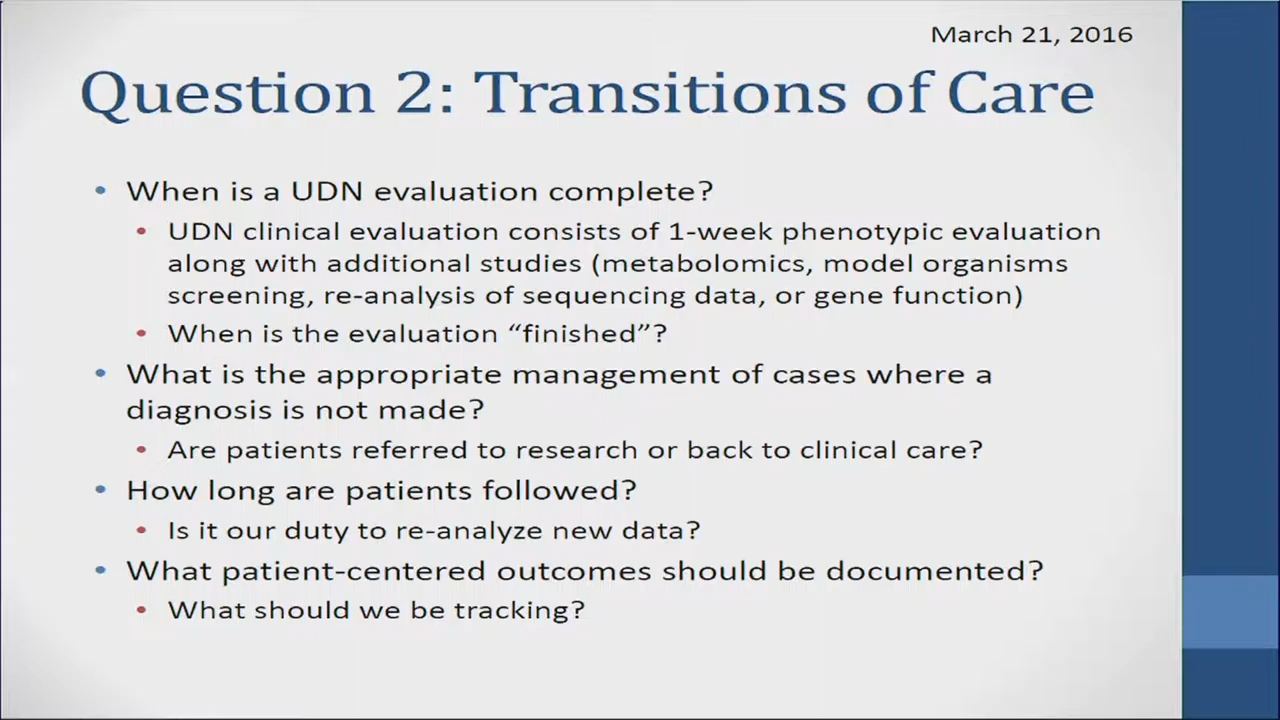 March 21, 2016
Question 2: Transitions of Care
• When is a UDN evaluation complete?
• UDN clinical evaluation consists of 1-week phenotypic evaluation
along with additional studies (metabolomics, model organisms
screening, re-analysis of sequencing data, or gene function)
• When is the evaluation “finished”?
• What is the appropriate management of cases where a
diagnosis is not made?
• Are patients referred to research or back to clinical care?
• How long are patients followed?
• Is it our duty to re-analyze new data?
• What patient-centered outcomes should be documented?
• What should we be tracking?